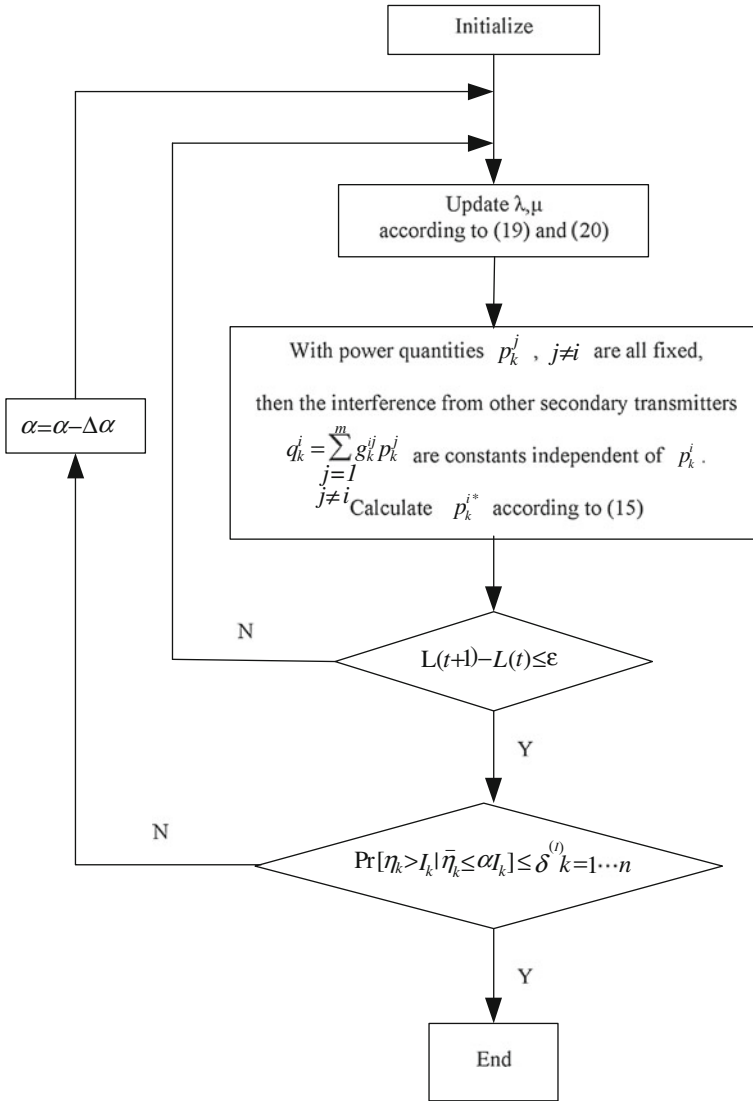 Initialize
Update λ,μ
according to (19) and (20)
With power quantities p_k^j , j≠i are all fixed,
then the interference from other secondary transmitters
q_k^i = ∑_{j=1, j≠i}^m g_k^{ij} p_k^j are constants independent of p_k^i .
Calculate p_k^{i*} according to (15)
α=α−Δα
N
L(t+1)−L(t)≤ε
Y
N
Pr[η_k>I_k|η̄_k≤αI_k]≤δ^{(I)} k=1⋯n
Y
End